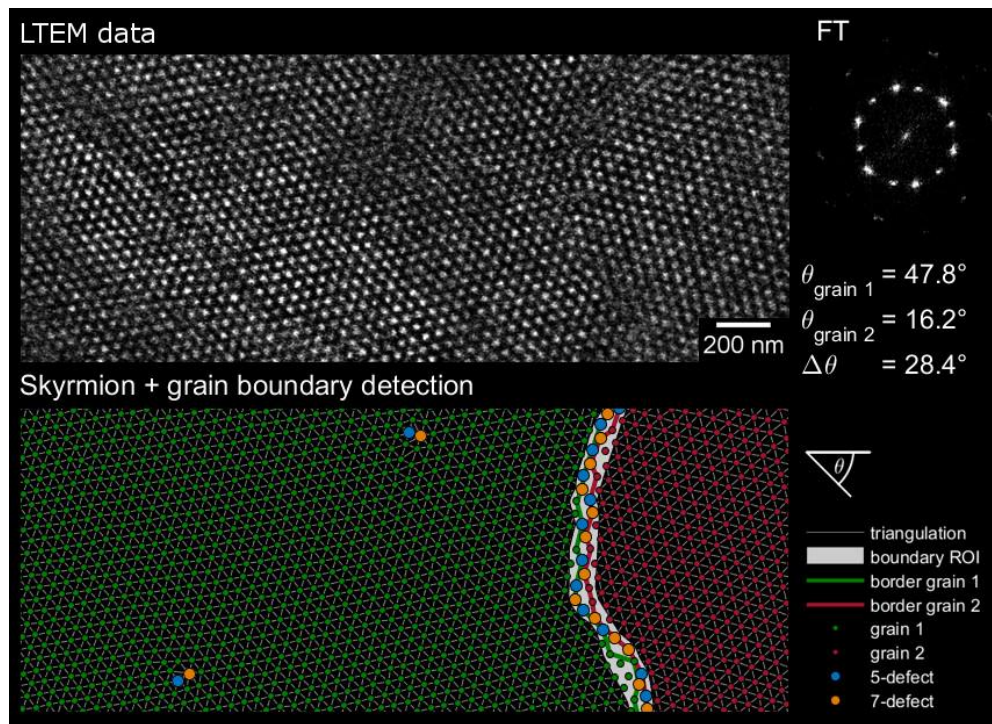 LTEM data
FT
200 nm
θgrain 1 = 47.8°
θgrain 2 = 16.2°
Δθ = 28.4°
Skyrmion + grain boundary detection
θ
triangulation
boundary ROI
border grain 1
border grain 2
grain 1
grain 2
5-defect
7-defect